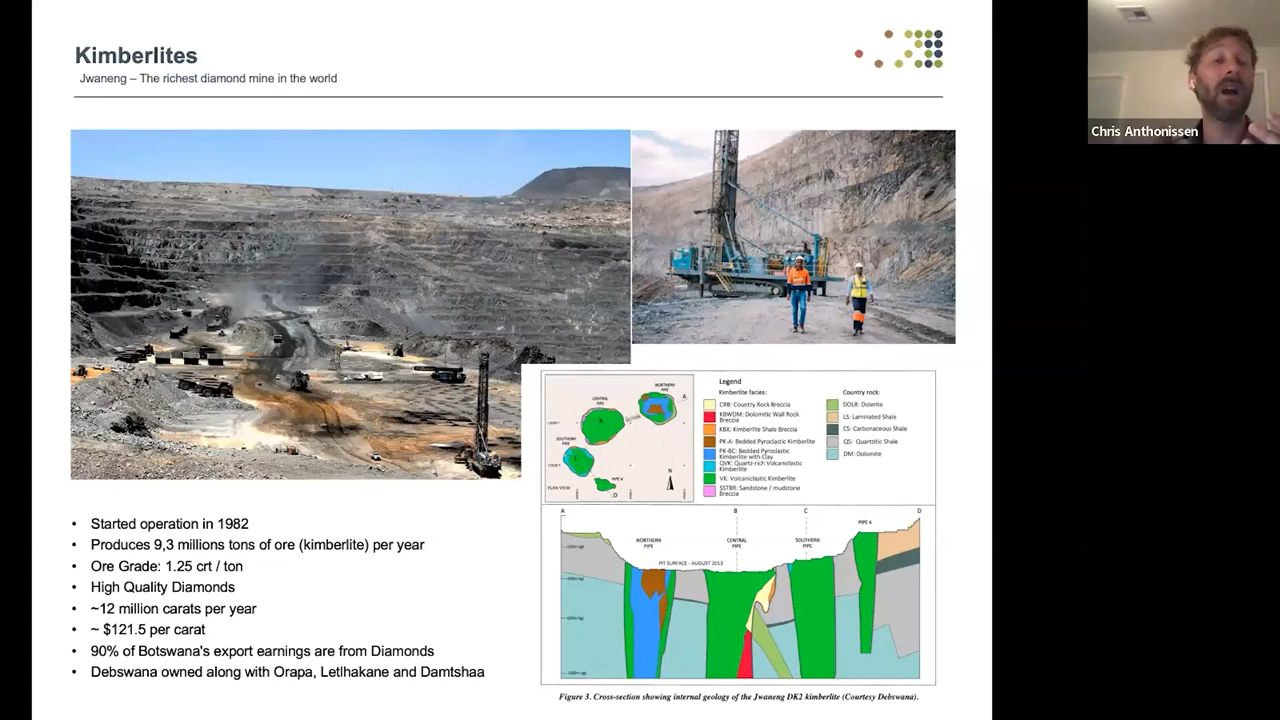 Kimberlites
Jwaneng – The richest diamond mine in the world
Chris Anthonissen
CENTRAL
PIPE
NORTHERN
PIPE
A
SOUTHERN
PIPE
PIPE 4
D
N
PLAN VIEW
Legend
Kimberlite facies:
CRB: Country Rock Breccia
KBWDM: Dolomitic Wall Rock
Breccia
KBX: Kimberlite Shale Breccia
PK-A: Bedded Pyroclastic Kimberlite
PK-BC: Bedded Pyroclastic
Kimberlite with Clay
QVK: Quartz-rich Volcaniclastic
Kimberlite
VK: Volcaniclastic Kimberlite
SSTBR: Sandstone / mudstone
Breccia
Country rock:
DOLR: Dolerite
LS: Laminated Shale
CS: Carbonaceous Shale
QS: Quartzitic Shale
DM: Dolomite
A
B
C
D
PIPE 4
NORTHERN
PIPE
CENTRAL
PIPE
SOUTHERN
PIPE
PIT SURFACE - AUGUST 2013
Figure 3. Cross-section showing internal geology of the Jwaneng DK2 kimberlite (Courtesy Debswana).
• Started operation in 1982
• Produces 9,3 millions tons of ore (kimberlite) per year
• Ore Grade: 1.25 crt / ton
• High Quality Diamonds
• ~12 million carats per year
• ~ $121.5 per carat
• 90% of Botswana's export earnings are from Diamonds
• Debswana owned along with Orapa, Letlhakane and Damtshaa